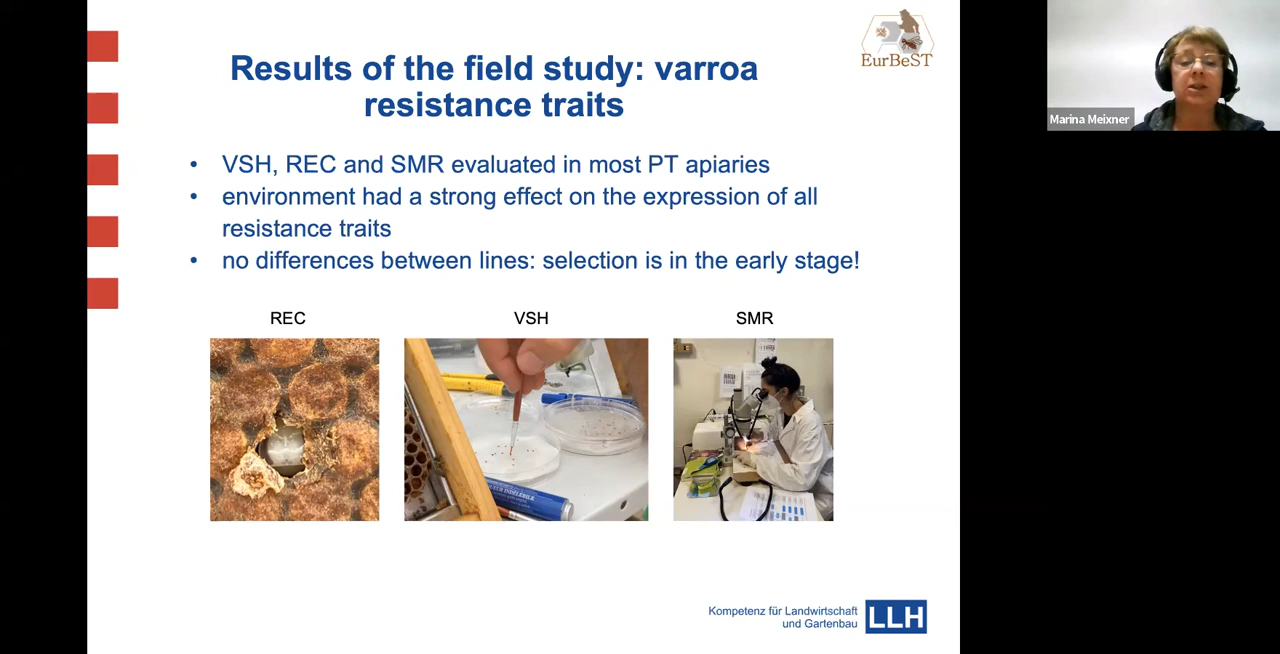 EurBeST
Results of the field study: varroa
resistance traits
• VSH, REC and SMR evaluated in most PT apiaries
• environment had a strong effect on the expression of all
resistance traits
• no differences between lines: selection is in the early stage!
REC
VSH
SMR
UEUR INDÉLÉBILE
Kompetenz für Landwirtschaft
und Gartenbau
LLH
Marina Meixner